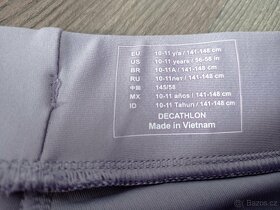 EU 10-11 y/a / 141-148 cm
US 10-11 years / 56-58 in
BR 10-11A / 141-148 cm
RU 10-11лет / 141-148 cm
中国 145/58
MX 10-11 años / 141-148 cm
ID 10-11 Tahun / 141-148 cm
DECATHLON
Made in Vietnam
Bazos.cz